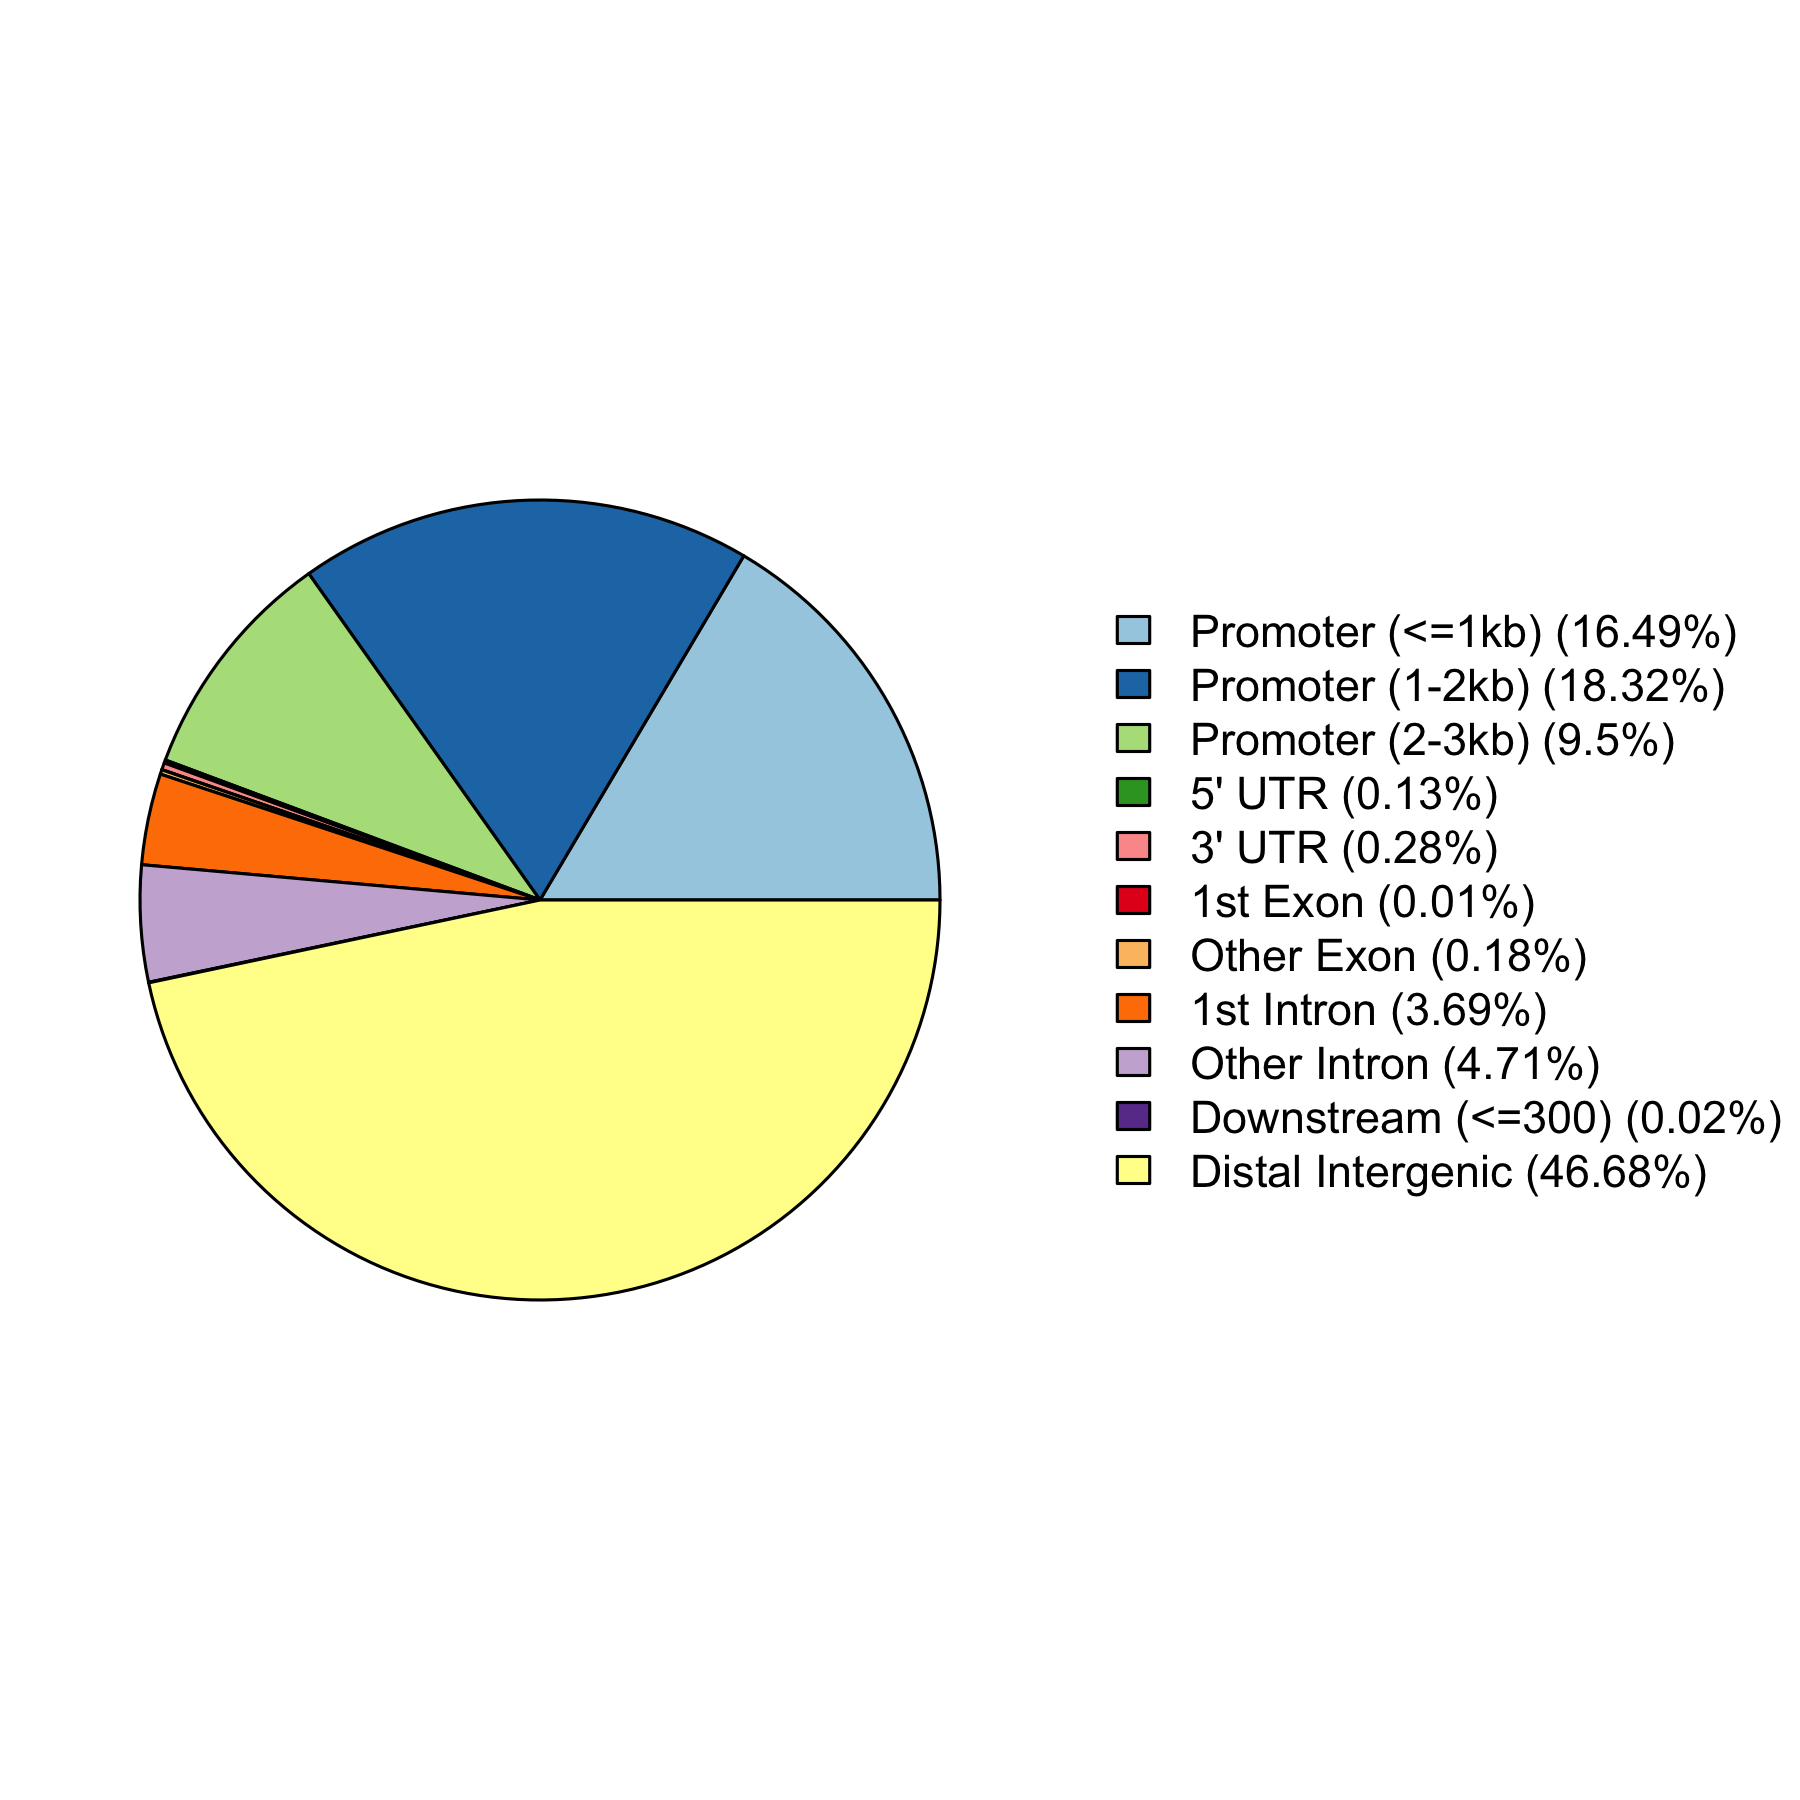 Promoter (<=1kb) (16.49%)
Promoter (1-2kb) (18.32%)
Promoter (2-3kb) (9.5%)
5' UTR (0.13%)
3' UTR (0.28%)
1st Exon (0.01%)
Other Exon (0.18%)
1st Intron (3.69%)
Other Intron (4.71%)
Downstream (<=300) (0.02%)
Distal Intergenic (46.68%)